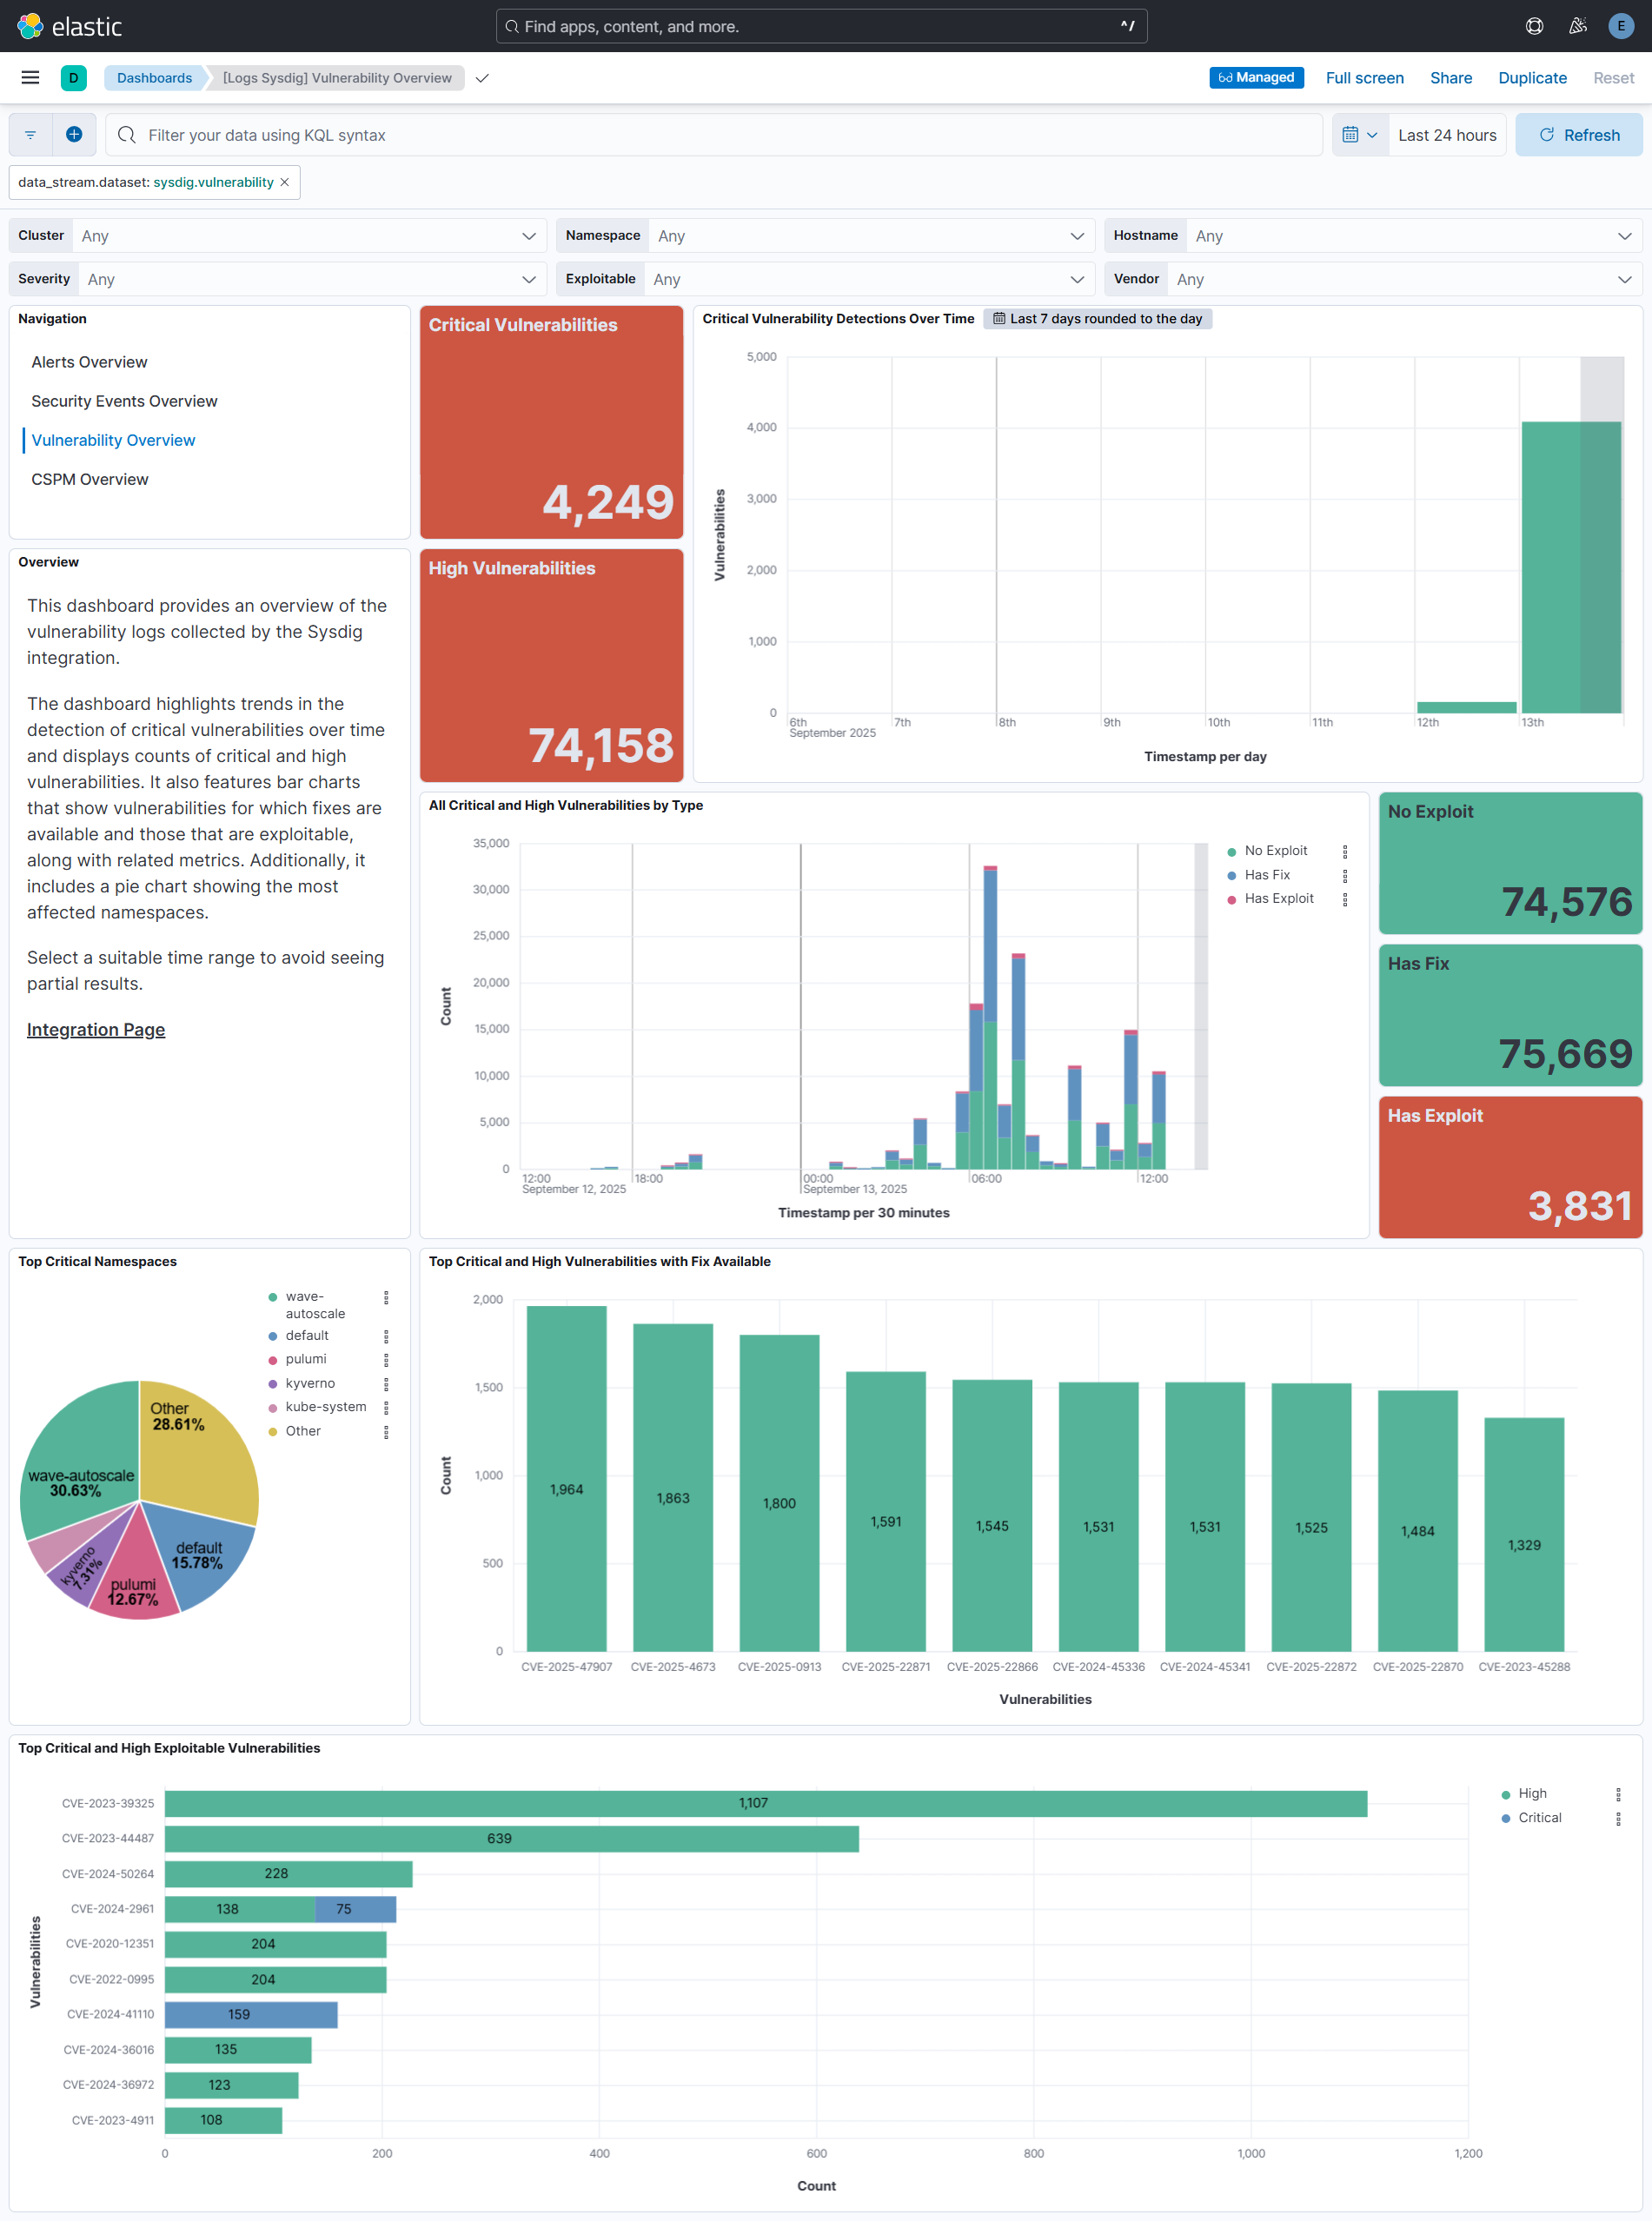 elastic
Find apps, content, and more.
^/
E
D
Dashboards
[Logs Sysdig] Vulnerability Overview
Managed
Full screen
Share
Duplicate
Reset
Filter your data using KQL syntax
Last 24 hours
Refresh
data_stream.dataset: sysdig.vulnerability
Cluster Any
Namespace Any
Hostname Any
Severity Any
Exploitable Any
Vendor Any
Navigation
Alerts Overview
Security Events Overview
Vulnerability Overview
CSPM Overview
Critical Vulnerabilities
4,249
Critical Vulnerability Detections Over Time
Last 7 days rounded to the day
5,000
4,000
3,000
2,000
1,000
0
Vulnerabilities
6th
7th
8th
9th
10th
11th
12th
13th
September 2025
Timestamp per day
Overview
This dashboard provides an overview of the
vulnerability logs collected by the Sysdig
integration.
The dashboard highlights trends in the
detection of critical vulnerabilities over time
and displays counts of critical and high
vulnerabilities. It also features bar charts
that show vulnerabilities for which fixes are
available and those that are exploitable,
along with related metrics. Additionally, it
includes a pie chart showing the most
affected namespaces.
Select a suitable time range to avoid seeing
partial results.
Integration Page
High Vulnerabilities
74,158
All Critical and High Vulnerabilities by Type
35,000
30,000
25,000
20,000
15,000
10,000
5,000
0
Count
12:00
18:00
00:00
06:00
12:00
September 12, 2025
September 13, 2025
Timestamp per 30 minutes
No Exploit
Has Fix
Has Exploit
No Exploit
74,576
Has Fix
75,669
Has Exploit
3,831
Top Critical Namespaces
wave-
autoscale
default
pulumi
kyverno
kube-system
Other
Other
28.61%
wave-autoscale
30.63%
default
15.78%
kyverno
7.31%
pulumi
12.67%
Top Critical and High Vulnerabilities with Fix Available
2,000
1,500
1,000
500
0
Count
1,964
1,863
1,800
1,591
1,545
1,531
1,531
1,525
1,484
1,329
CVE-2025-47907
CVE-2025-4673
CVE-2025-0913
CVE-2025-22871
CVE-2025-22866
CVE-2024-45336
CVE-2024-45341
CVE-2025-22872
CVE-2025-22870
CVE-2023-45288
Vulnerabilities
Top Critical and High Exploitable Vulnerabilities
Vulnerabilities
CVE-2023-39325 1,107
CVE-2023-44487 639
CVE-2024-50264 228
CVE-2024-2961 138 75
CVE-2020-12351 204
CVE-2022-0995 204
CVE-2024-41110 159
CVE-2024-36016 135
CVE-2024-36972 123
CVE-2023-4911 108
0
200
400
600
800
1,000
1,200
Count
High
Critical